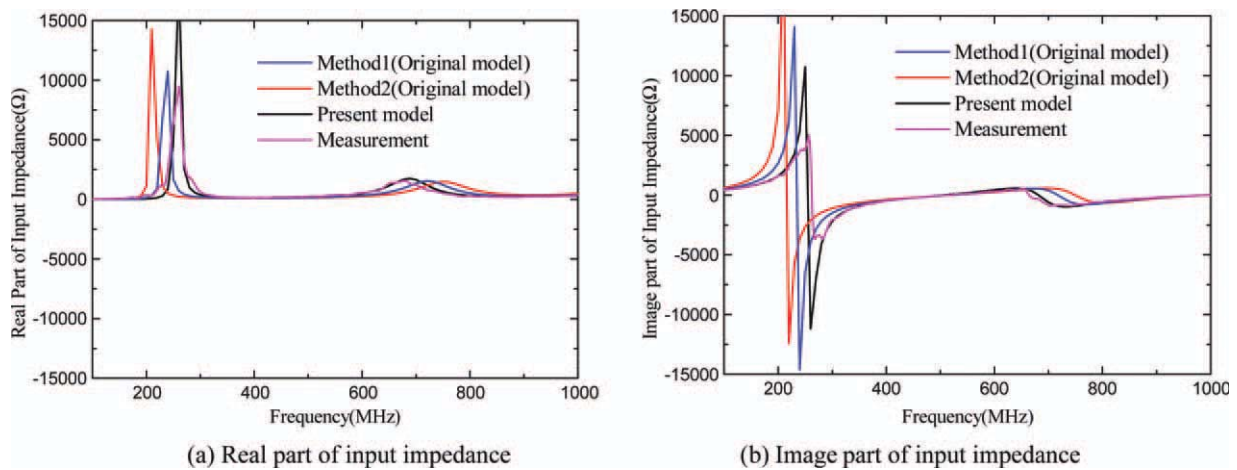 15000
10000
5000
0
-5000
-10000
-15000
Real Part of Input Impedance(Ω)
Method1(Original model)
Method2(Original model)
Present model
Measurement
200
400
600
800
1000
Frequency(MHz)
(a) Real part of input impedance
15000
10000
5000
0
-5000
-10000
-15000
Image part of Input Impedance(Ω)
Method1(Original model)
Method2(Original model)
Present model
Measurement
200
400
600
800
1000
Frequency(MHz)
(b) Image part of input impedance